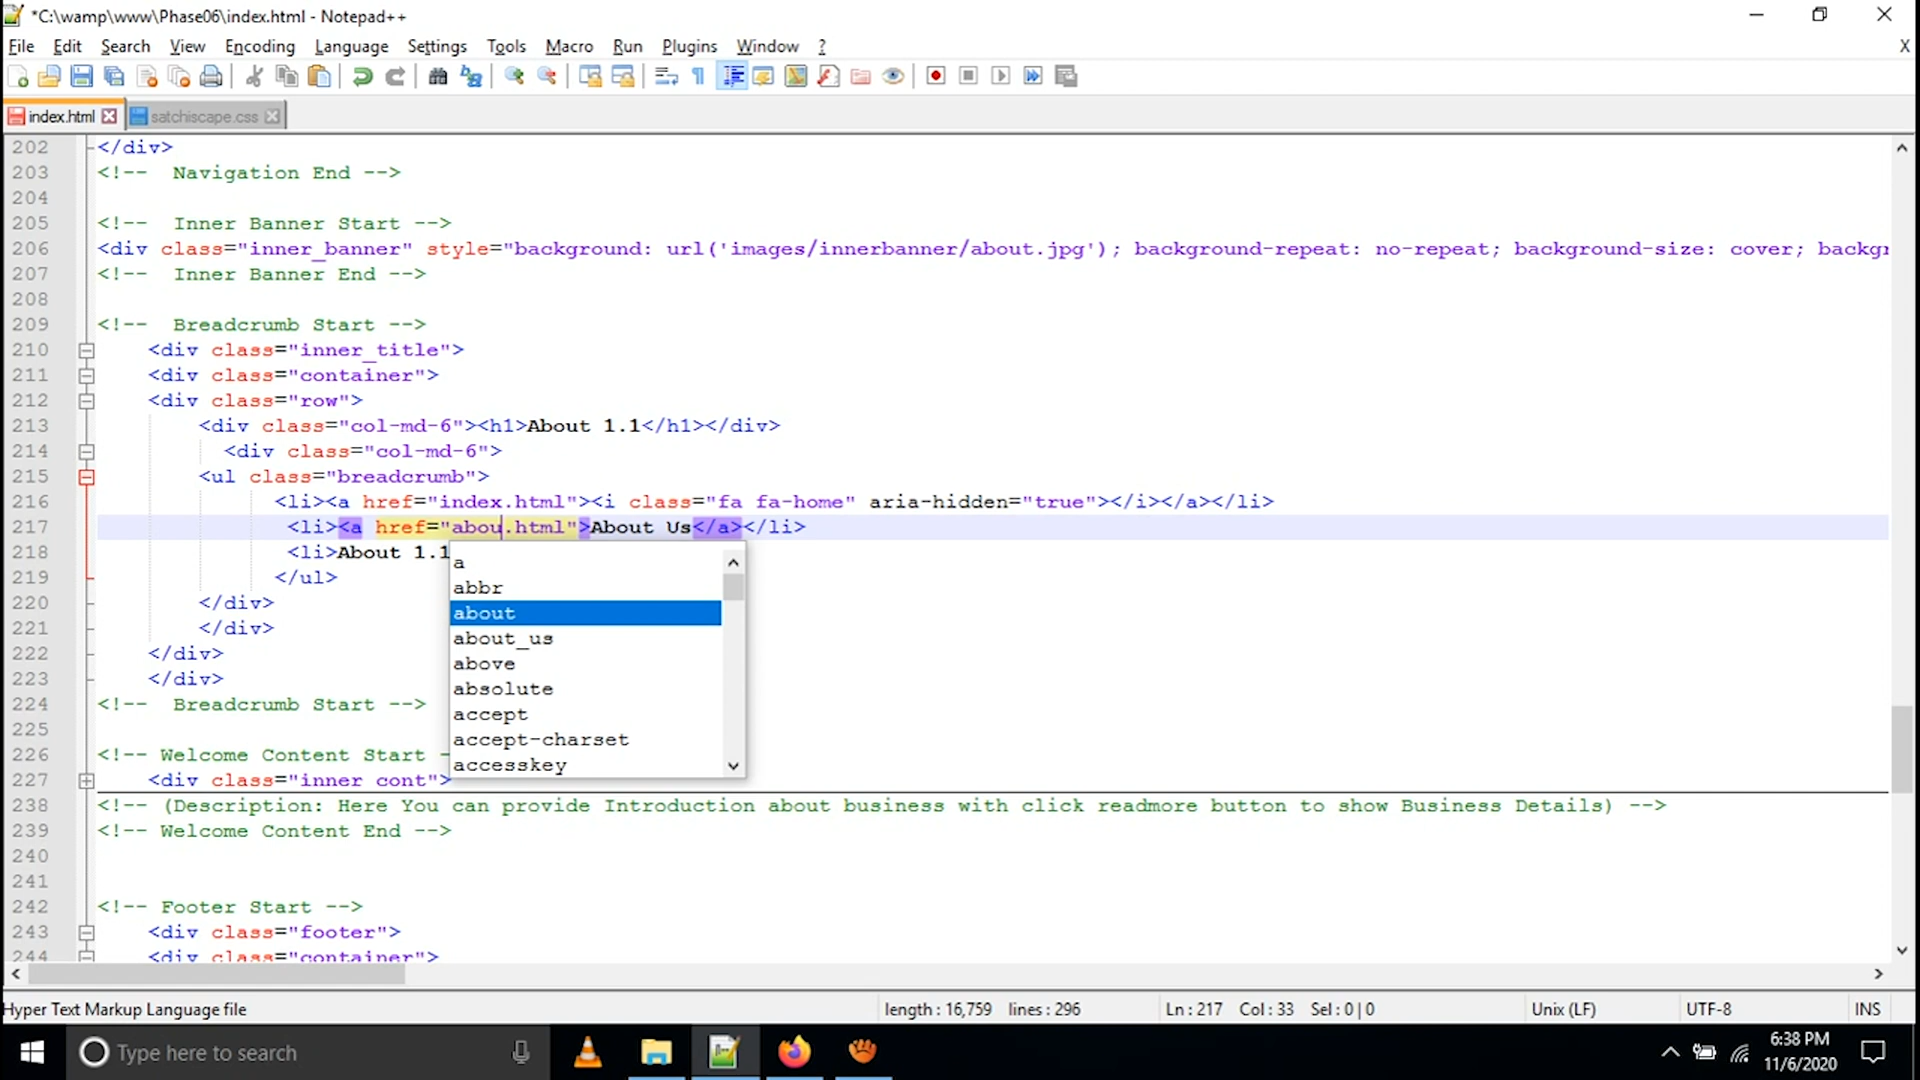 *C:\wamp\www\Phase06\index.html - Notepad++
File Edit Search View Encoding Language Settings Tools Macro Run Plugins Window ? X
index.html satchiscape.css
202 </div>
203 <!-- Navigation End -->
204
205 <!-- Inner Banner Start -->
206 <div class="inner_banner" style="background: url('images/innerbanner/about.jpg'); background-repeat: no-repeat; background-size: cover; backgr
207 <!-- Inner Banner End -->
208
209 <!-- Breadcrumb Start -->
210 <div class="inner_title">
211 <div class="container">
212 <div class="row">
213 <div class="col-md-6"><h1>About 1.1</h1></div>
214 <div class="col-md-6">
215 <ul class="breadcrumb">
216 <li><a href="index.html"><i class="fa fa-home" aria-hidden="true"></i></a></li>
217 <li><a href="abou.html">About Us</a></li>
218 <li>About 1.1
219 </ul>
220 </div>
221 </div>
222 </div>
223 </div>
224 <!-- Breadcrumb Start -->
225
226 <!-- Welcome Content Start -
227 <div class="inner cont">
238 <!-- (Description: Here You can provide Introduction about business with click readmore button to show Business Details) -->
239 <!-- Welcome Content End -->
240
241
242 <!-- Footer Start -->
243 <div class="footer">
244 <div class="container">
a
abbr
about
about_us
above
absolute
accept
accept-charset
accesskey
Hyper Text Markup Language file length : 16,759 lines : 296 Ln : 217 Col : 33 Sel : 0 | 0 Unix (LF) UTF-8 INS
Type here to search
6:38 PM
11/6/2020